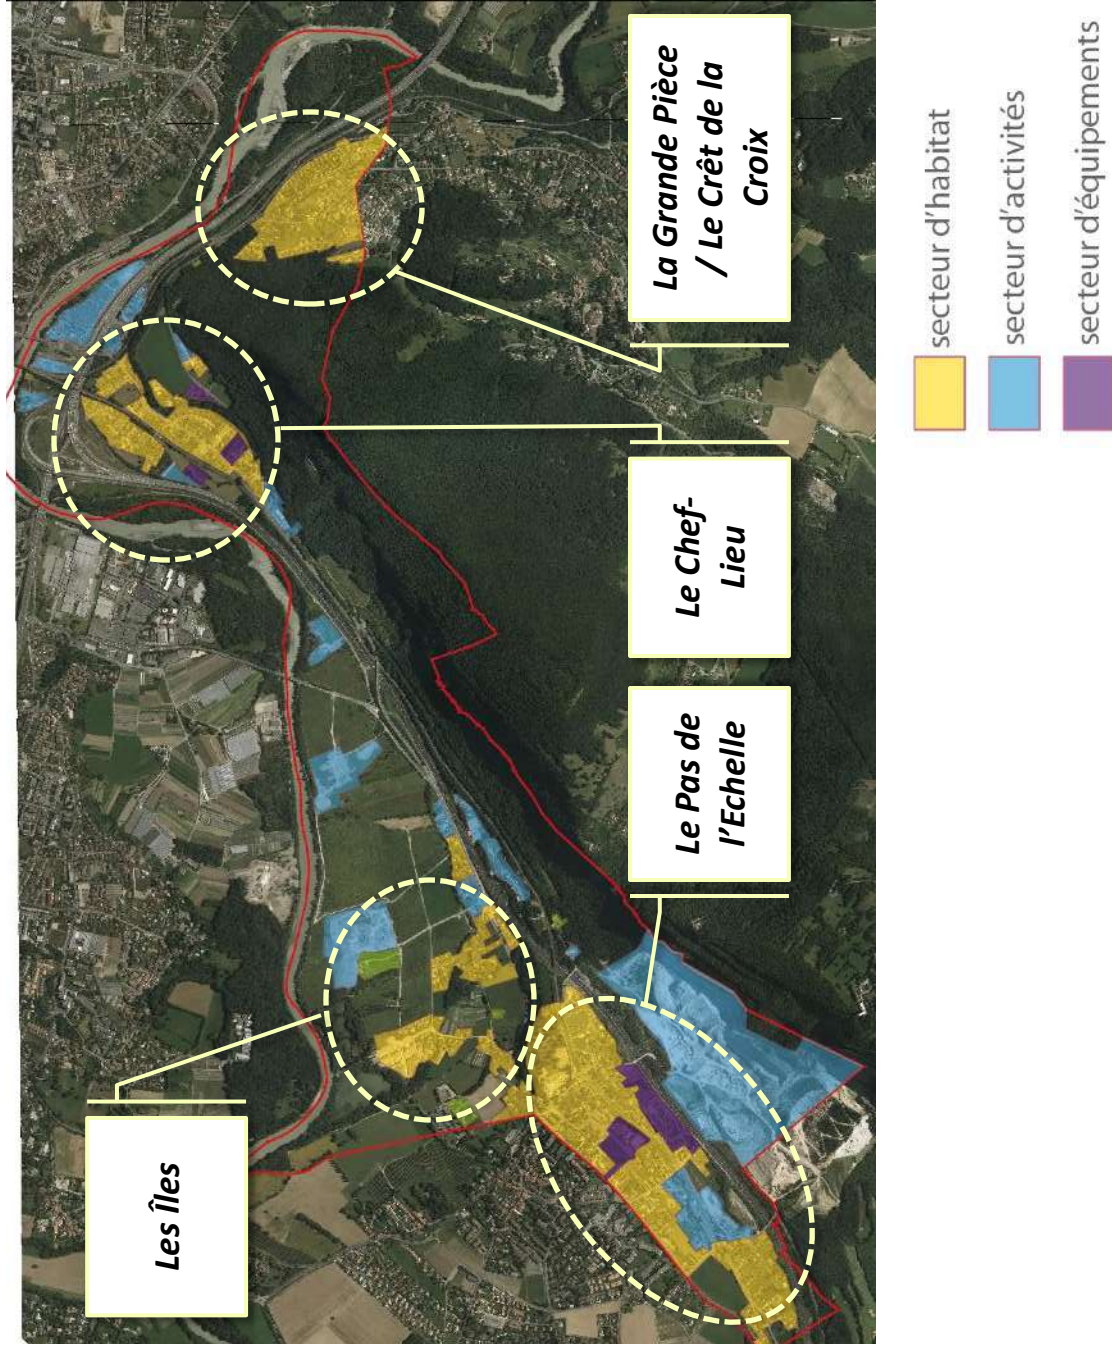 Les Îles
Le Pas de
l'Echelle
Le Chef-
Lieu
La Grande Pièce
/ Le Crêt de la
Croix
secteur d'habitat
secteur d'activités
secteur d'équipements